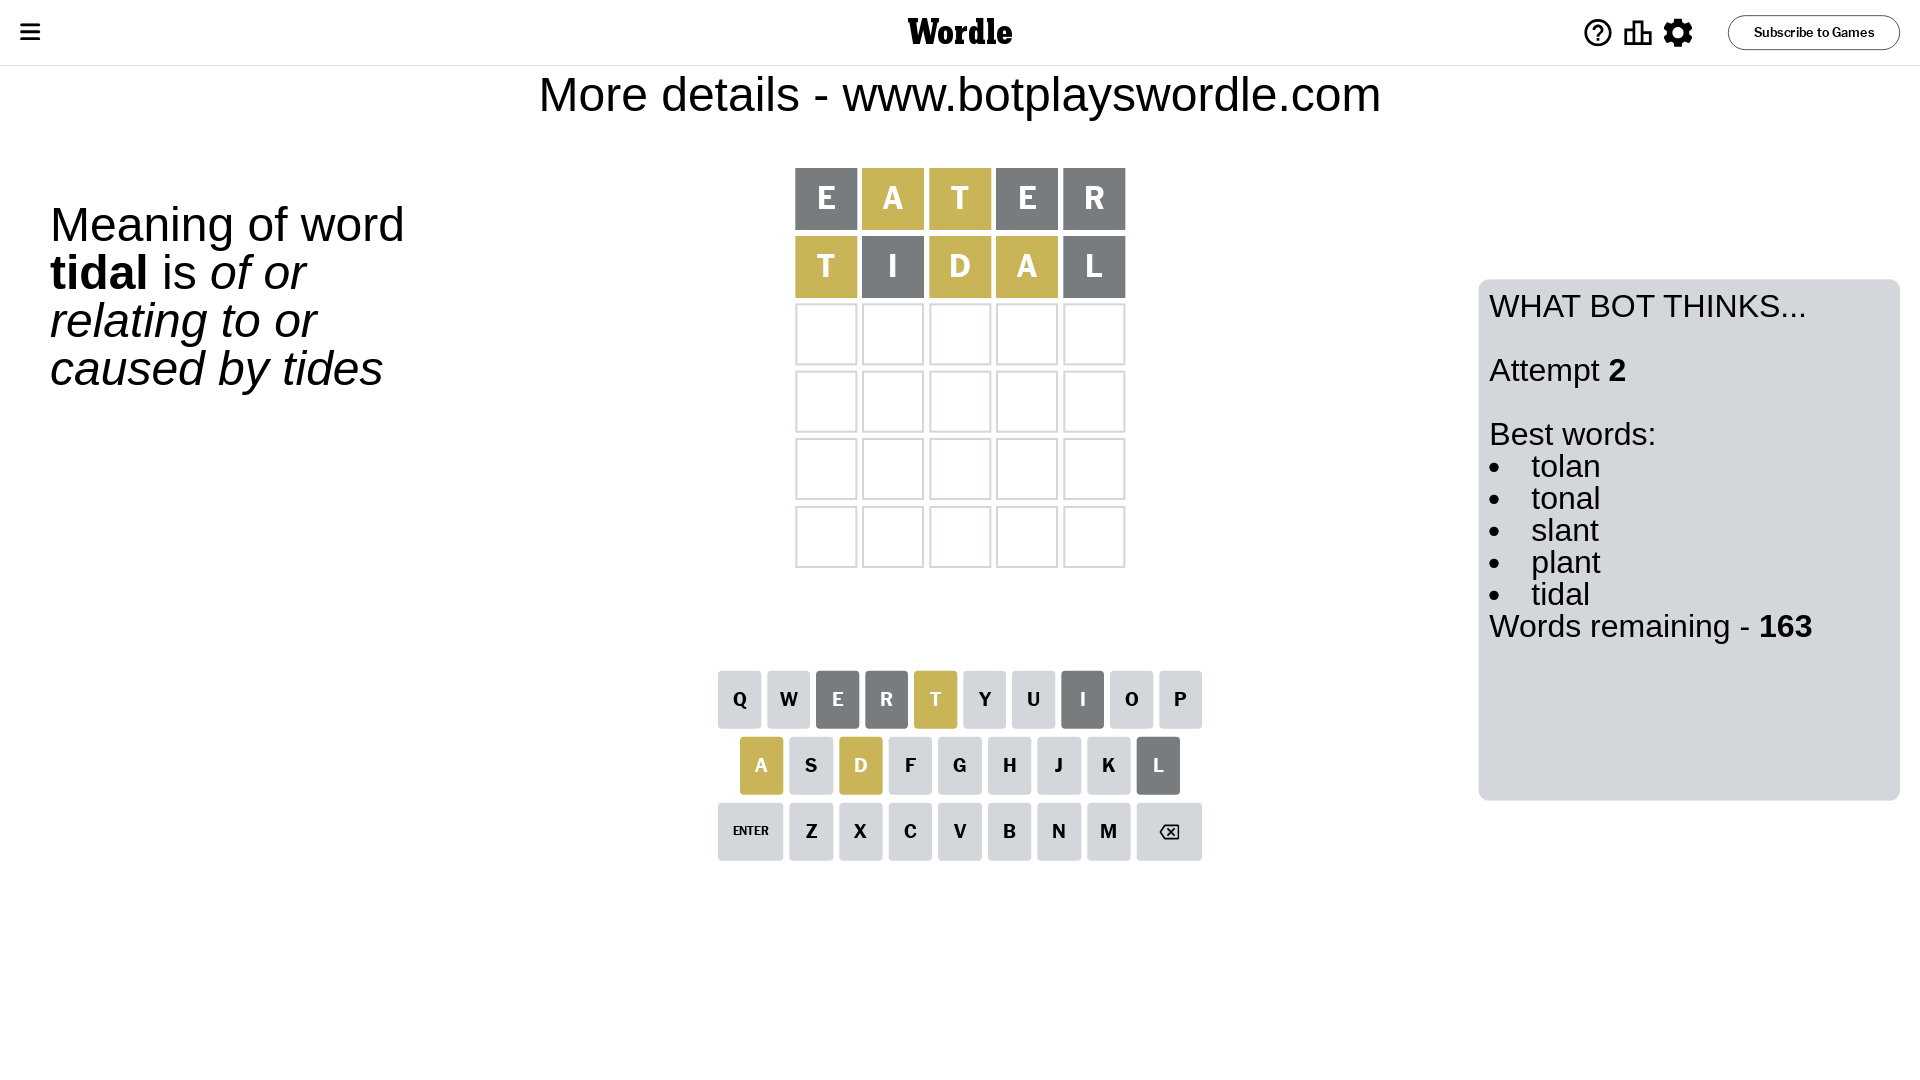 Wordle
Subscribe to Games
More details - www.botplayswordle.com
Meaning of word
tidal is of or
relating to or
caused by tides
E A T E R
T I D A L
WHAT BOT THINKS...
Attempt 2
Best words:
• tolan
• tonal
• slant
• plant
• tidal
Words remaining - 163
Q W E R T Y U I O P
A S D F G H J K L
ENTER Z X C V B N M